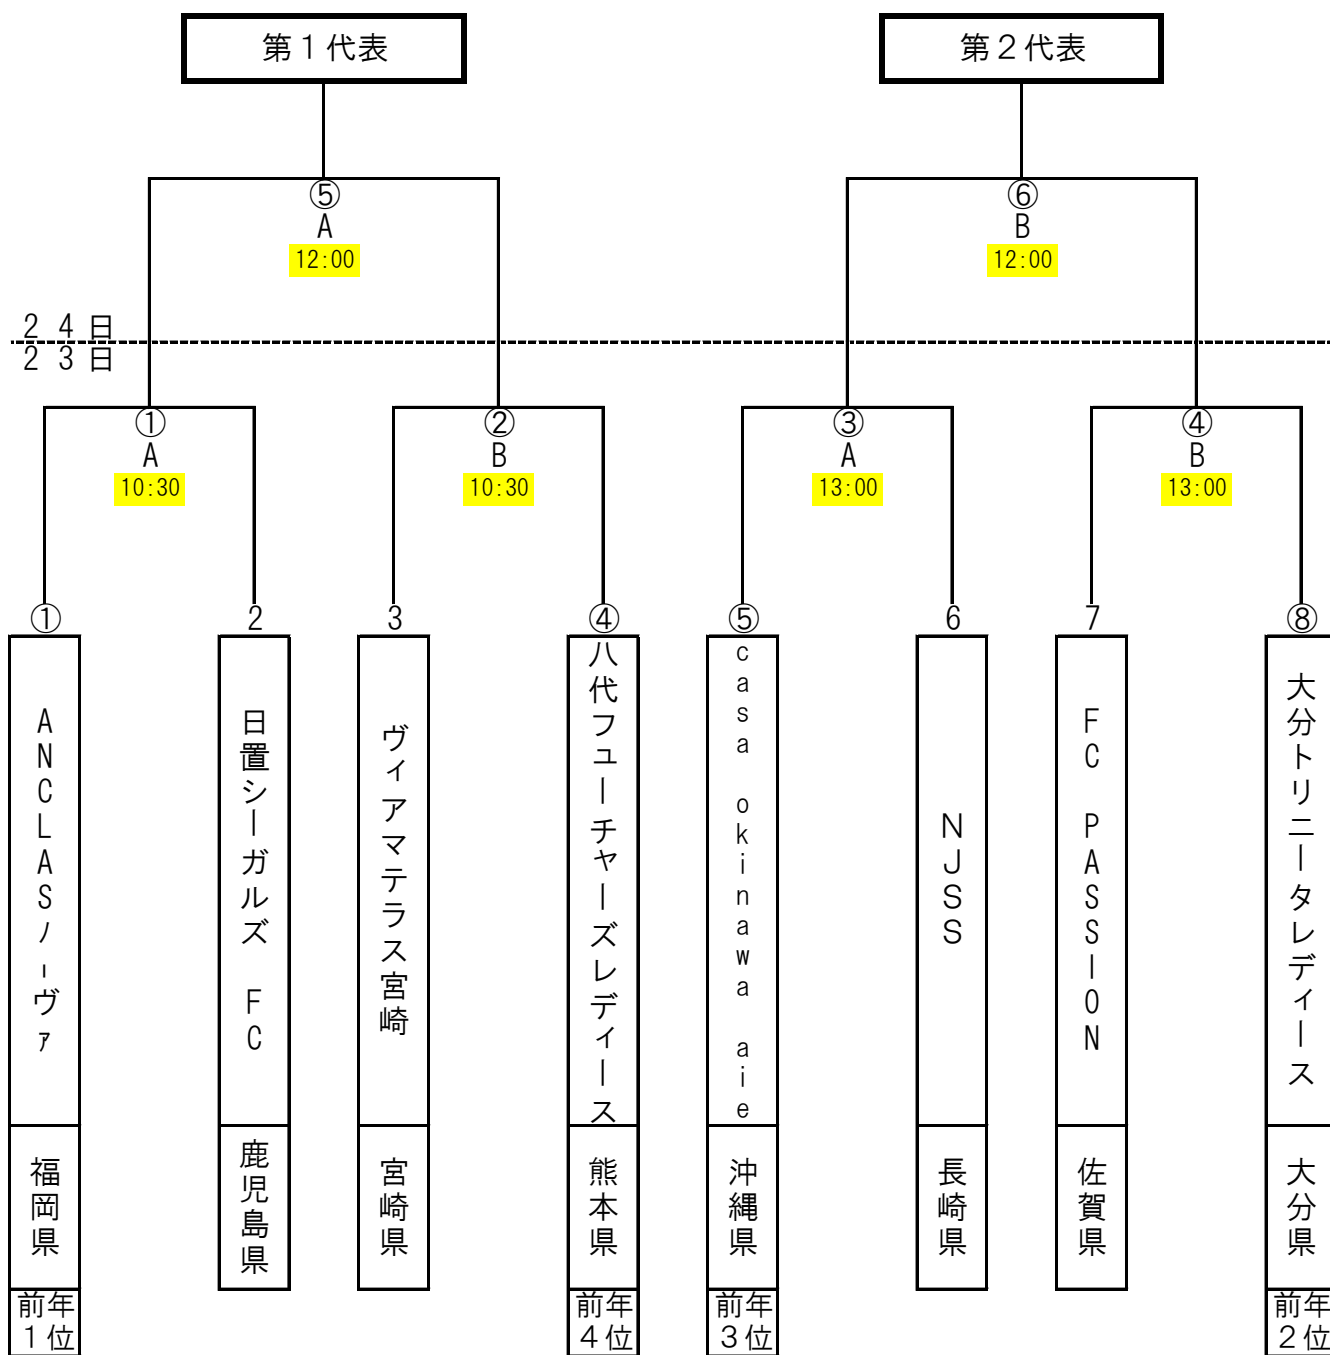 第１代表
第２代表
⑤
A
12:00
⑥
B
12:00
２４日
２３日
①
A
10:30
②
B
10:30
③
A
13:00
④
B
13:00
①
2
3
④
⑤
6
7
⑧
ANCLASノーヴァ
日置シーガルズ FC
ヴィアマテラス宮崎
八代フューチャーズレディース
casa okinawa aie
NJSS
FC PASSION
大分トリニータレディース
福岡県
鹿児島県
宮崎県
熊本県
沖縄県
長崎県
佐賀県
大分県
前年
１位
前年
４位
前年
３位
前年
２位